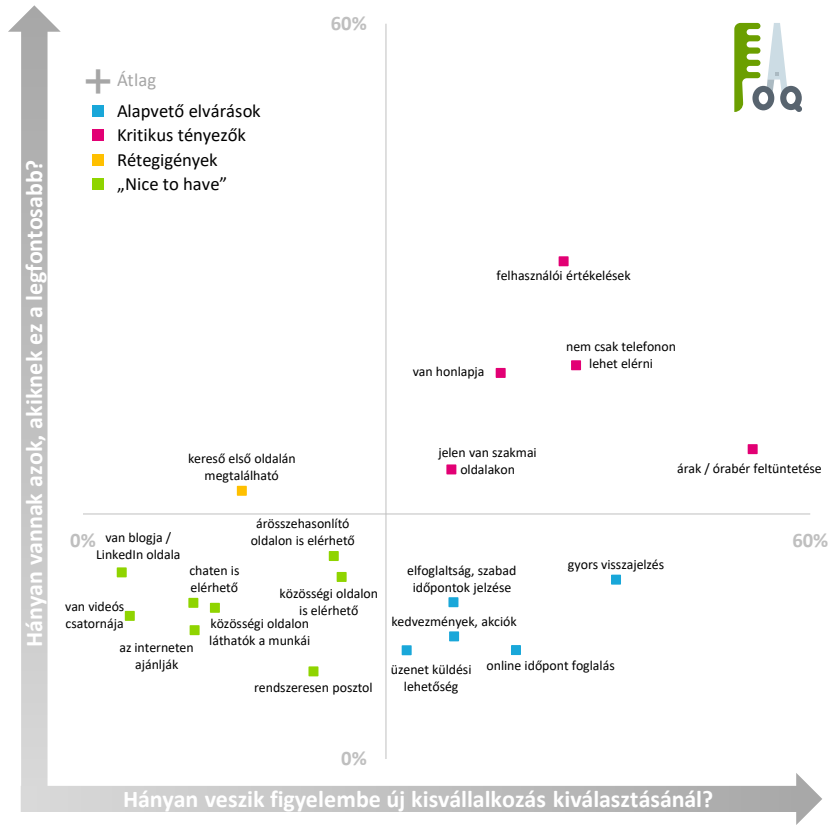 60%
Átlag
Alapvető elvárások
Kritikus tényezők
Rétegigények
„Nice to have”
OQ
Hányan vannak azok, akiknek ez a legfontosabb?
felhasználói értékelések
nem csak telefonon
lehet elérni
van honlapja
jelen van szakmai
oldalakon
árak / órabér feltüntetése
kereső első oldalán
megtalálható
0%
60%
van blogja /
LinkedIn oldala
árösszehasonlító
oldalon is elérhető
chaten is
elérhető
közösségi oldalon
is elérhető
elfoglaltság, szabad
időpontok jelzése
gyors visszajelzés
van videós
csatornája
közösségi oldalon
láthatók a munkái
kedvezmények, akciók
az interneten
ajánlják
üzenet küldési
lehetőség
online időpont foglalás
rendszeresen posztol
0%
Hányan veszik figyelembe új kisvállalkozás kiválasztásánál?